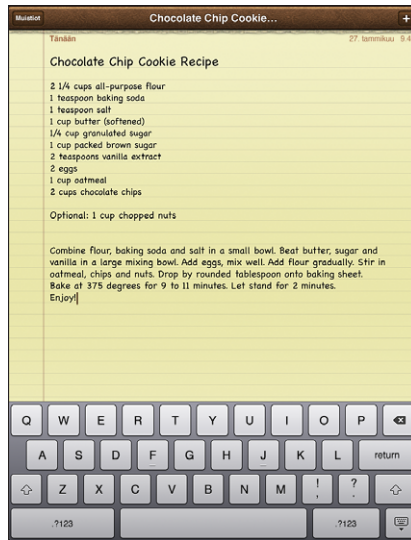 Muistiot
Chocolate Chip Cookie...
+
Tänään
27. tammikuu 9.4
Chocolate Chip Cookie Recipe
2 1/4 cups all-purpose flour
1 teaspoon baking soda
1 teaspoon salt
1 cup butter (softened)
1/4 cup granulated sugar
1 cup packed brown sugar
2 teaspoons vanilla extract
2 eggs
1 cup oatmeal
2 cups chocolate chips
Optional: 1 cup chopped nuts
Combine flour, baking soda and salt in a small bowl. Beat butter, sugar and
vanilla in a large mixing bowl. Add eggs, mix well. Add flour gradually. Stir in
oatmeal, chips and nuts. Drop by rounded tablespoon onto baking sheet.
Bake at 375 degrees for 9 to 11 minutes. Let stand for 2 minutes.
Enjoy!
Q W E R T Y U I O P
A S D F G H J K L return
Z X C V B N M ! , ? .
.?123 .?123